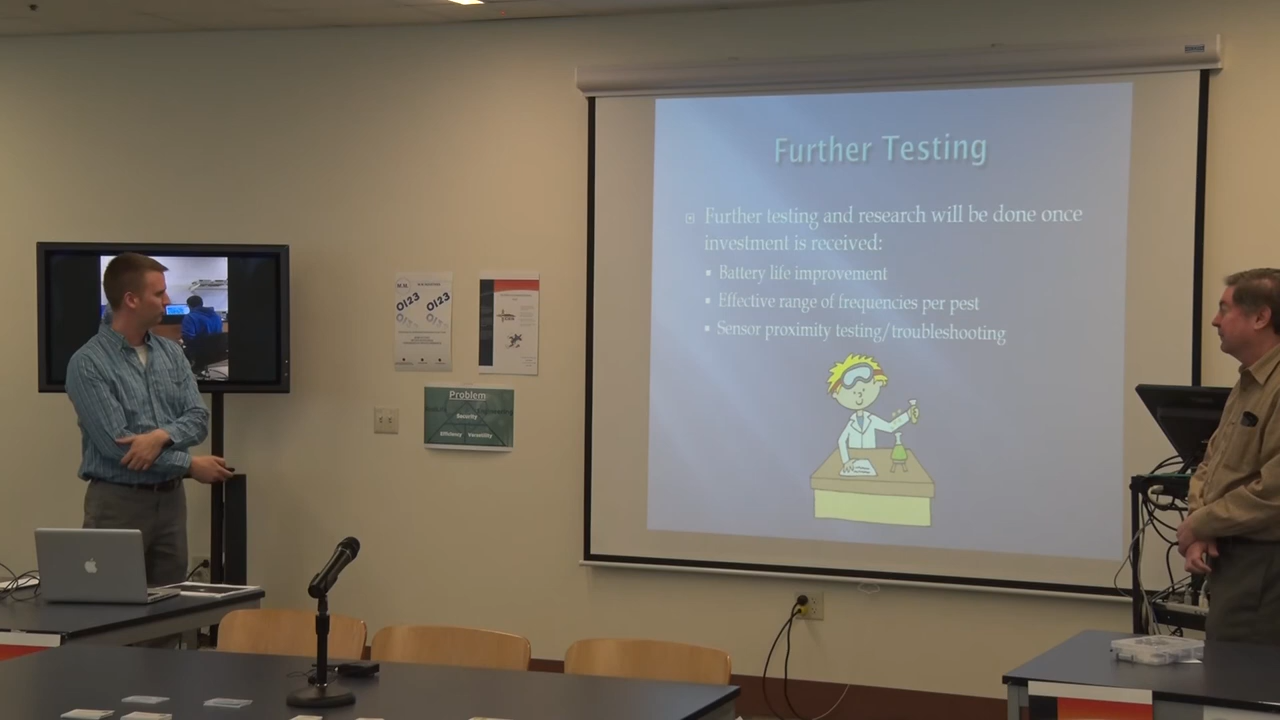 Further Testing
Further testing and research will be done once
investment is received:
Battery life improvement
Effective range of frequencies per pest
Sensor proximity testing/troubleshooting
0123
0123
Problem
Security
Efficiency
Versatility